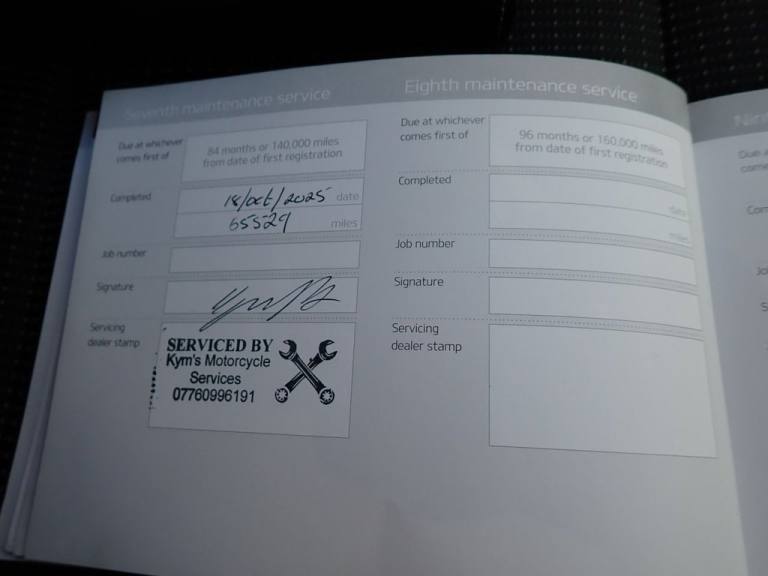 Seventh maintenance service
Due at whichever
comes first of
84 months or 140,000 miles
from date of first registration
Completed
18/oct/2025 date
65529 miles
Job number
Signature
Servicing
dealer stamp
SERVICED BY
Kym's Motorcycle
Services
07760996191
Eighth maintenance service
Due at whichever
comes first of
96 months or 160,000 miles
from date of first registration
Completed
date
miles
Job number
Signature
Servicing
dealer stamp